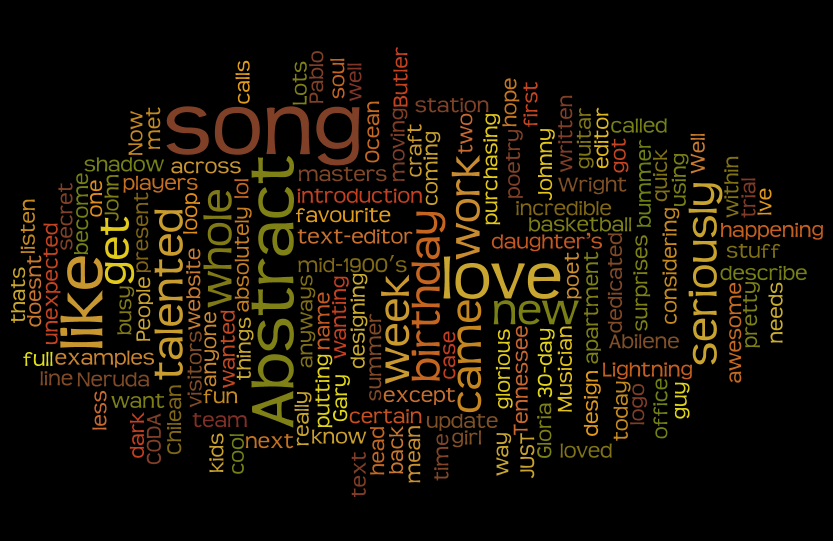 song
Abstract
love
like
seriously
talented
work
came
birthday
new
week
whole
get
calls
Lots
Pablo
soul
well
Butler
Ocean
moving
station
craft
coming
two
purchasing
hope
first
poetry
Johnny
written
guitar
editor
called
got
bummer
quick
using
Well
within
trial
Ive
happening
stuff
describe
needs
pretty
awesome
considering
surprises
dedicated
Wright
incredible
basketball
daughter's
poet
apartment
Abilene
Lightning
guy
office
logo
today
design
Musician
30-day
Gloria
loved
Tennessee
JUST
way
glorious
case
except
certain
update
girl
time
mean
back
head
text
know
really
putting
Gary
name
wanting
designing
summer
anyways
mid-1900's
text-editor
favourite
introduction
masters
absolutely
lol
things
wanted
anyone
website
visitors
loop
players
across
shadow
Now
met
present
People
busy
john
one
become
secret
unexpected
listen
doesnt
thats
full
examples
line
Neruda
less
want
dark
CODA
Chilean
team
fun
kids
cool
next